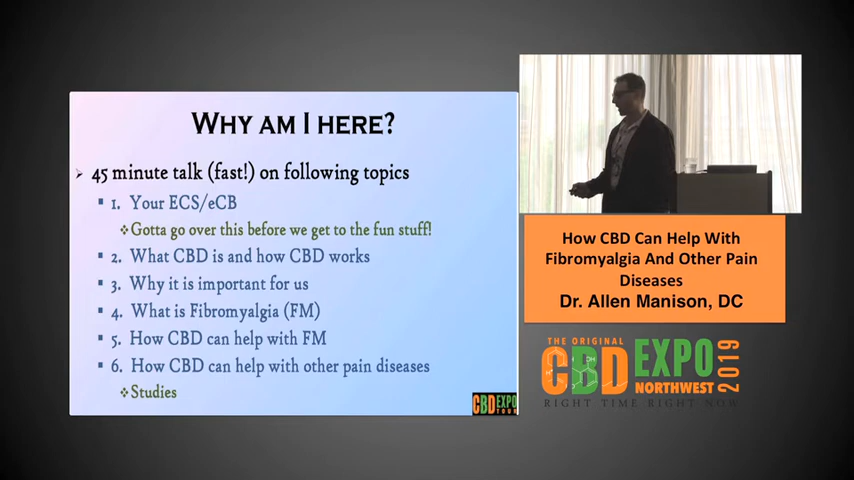 WHY AM I HERE?
➢ 45 minute talk (fast!) on following topics
▪ 1. Your ECS/eCB
❖Gotta go over this before we get to the fun stuff!
▪ 2. What CBD is and how CBD works
▪ 3. Why it is important for us
▪ 4. What is Fibromyalgia (FM)
▪ 5. How CBD can help with FM
▪ 6. How CBD can help with other pain diseases
❖Studies
CBD EXPO
TOUR
How CBD Can Help With
Fibromyalgia And Other Pain
Diseases
Dr. Allen Manison, DC
THE ORIGINAL
CBD EXPO
NORTHWEST
2019
RIGHT TIME RIGHT NOW